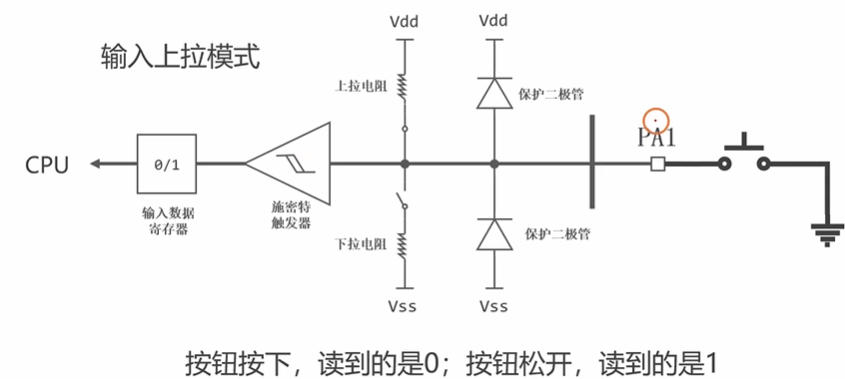 输入上拉模式
Vdd
Vdd
上拉电阻
保护二极管
PA1
CPU
0/1
输入数据
寄存器
施密特
触发器
下拉电阻
保护二极管
Vss
Vss
按钮按下，读到的是0；按钮松开，读到的是1